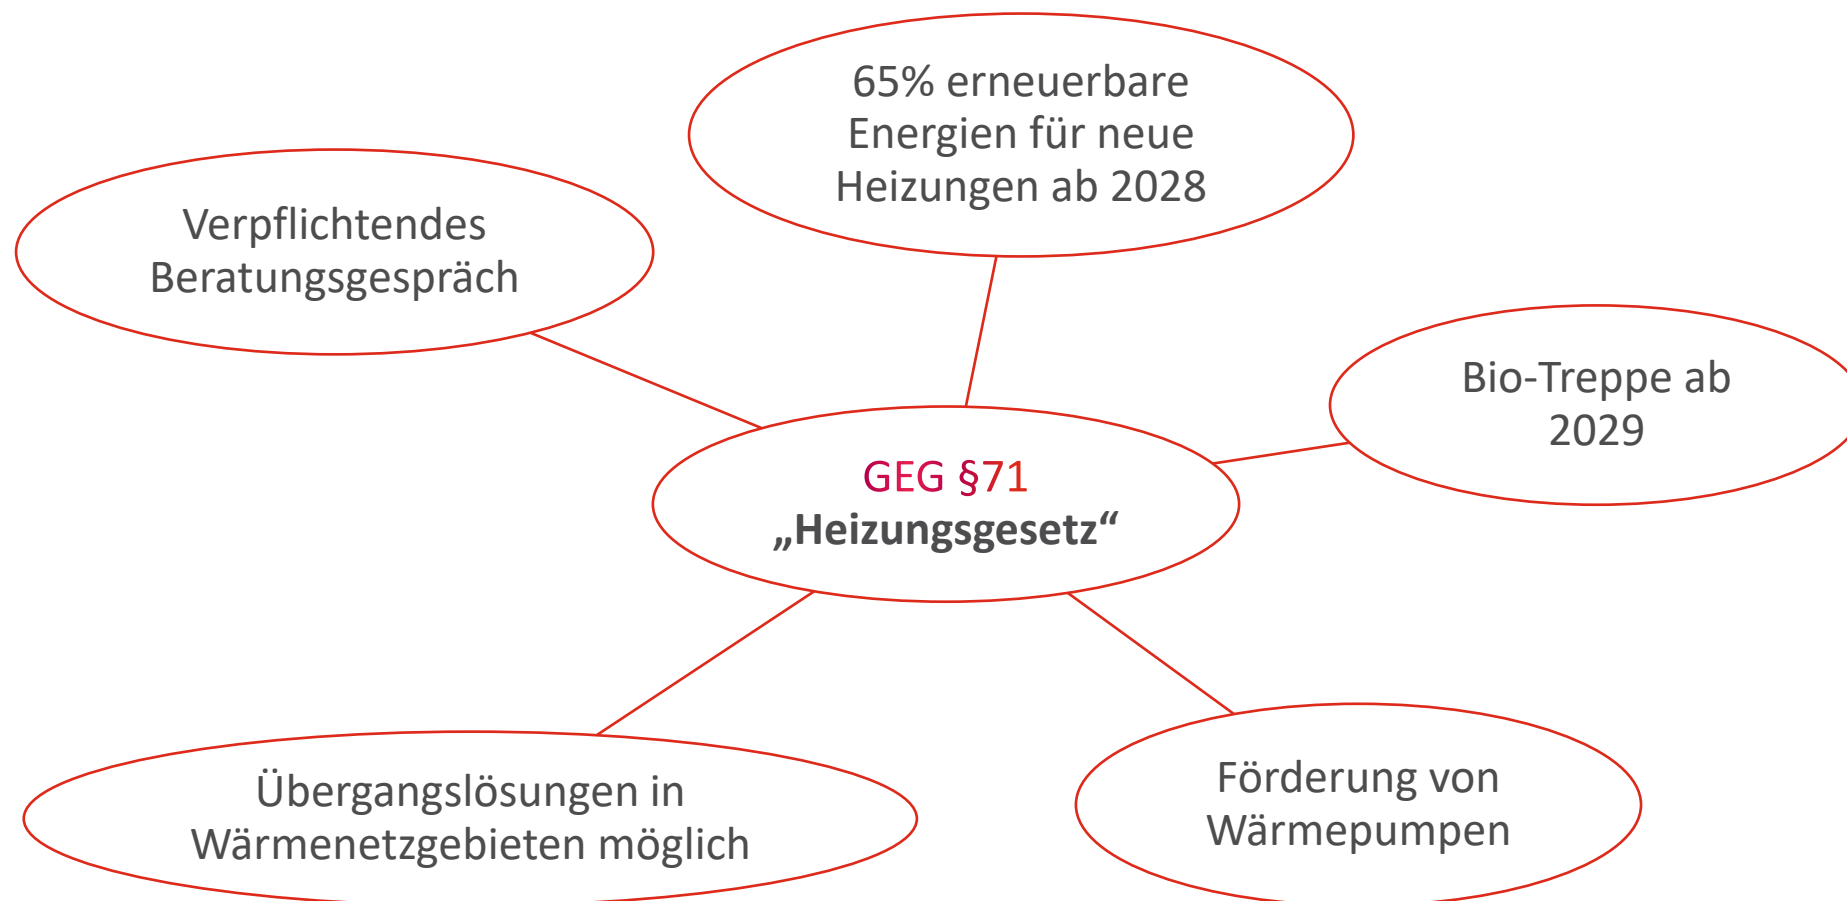 65% erneuerbare
Energien für neue
Heizungen ab 2028
Verpflichtendes
Beratungsgespräch
Bio-Treppe ab
2029
GEG §71
„Heizungsgesetz“
Übergangslösungen in
Wärmenetzgebieten möglich
Förderung von
Wärmepumpen